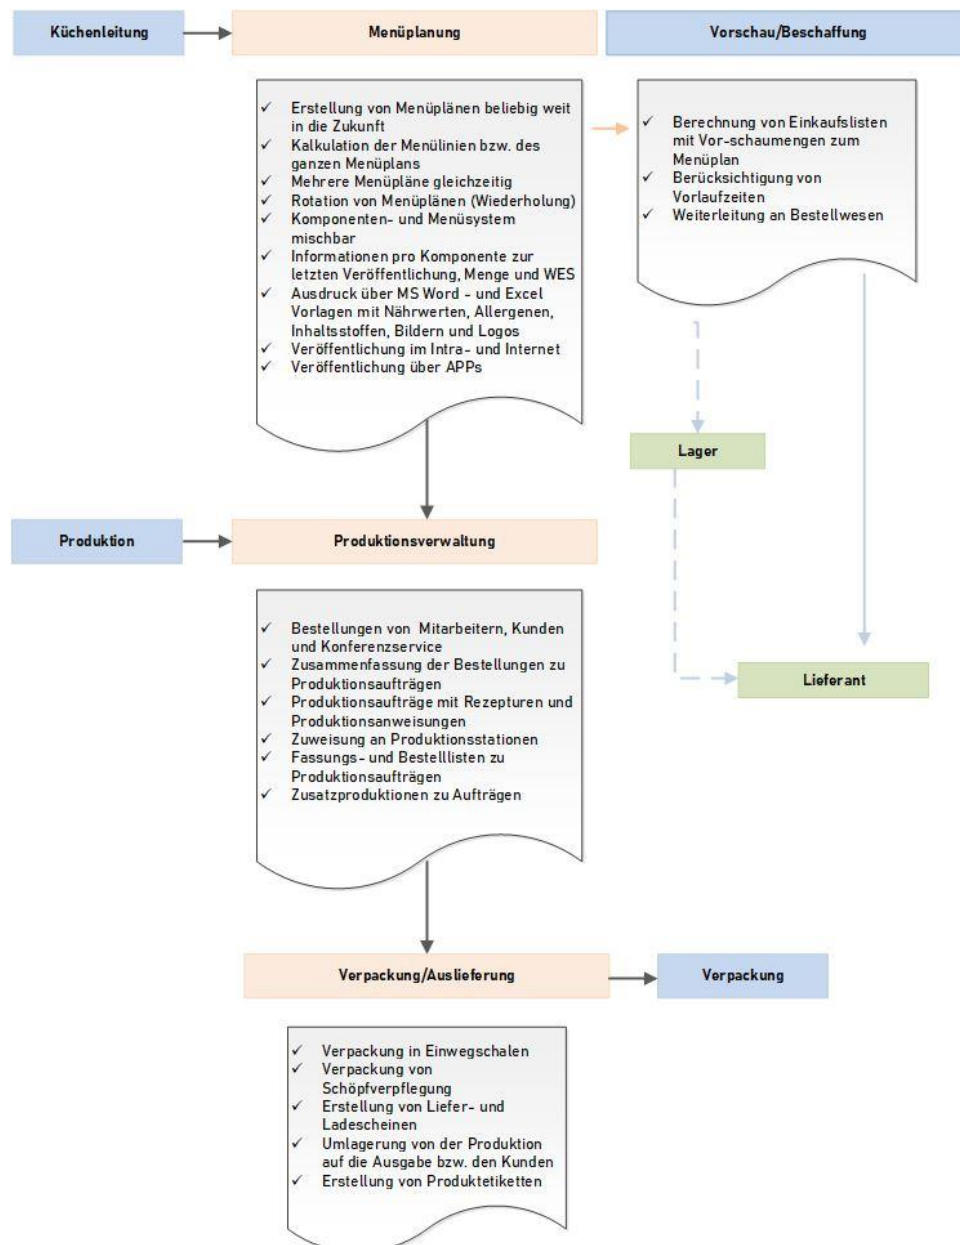 Küchenleitung
Menüplanung
Vorschau/Beschaffung
✓ Erstellung von Menüplänen beliebig weit
in die Zukunft
✓ Kalkulation der Menülinien bzw. des
ganzen Menüplans
✓ Mehrere Menüpläne gleichzeitig
✓ Rotation von Menüplänen (Wiederholung)
✓ Komponenten- und Menüsystem
mischbar
✓ Informationen pro Komponente zur
letzten Veröffentlichung, Menge und WES
✓ Ausdruck über MS Word - und Excel
Vorlagen mit Nährwerten, Allergenen,
Inhaltsstoffen, Bildern und Logos
✓ Veröffentlichung im Intra- und Internet
✓ Veröffentlichung über APPs
✓ Berechnung von Einkaufslisten
mit Vor-schaumengen zum
Menüplan
✓ Berücksichtigung von
Vorlaufzeiten
✓ Weiterleitung an Bestellwesen
Lager
Produktion
Produktionsverwaltung
✓ Bestellungen von Mitarbeitern, Kunden
und Konferenzservice
✓ Zusammenfassung der Bestellungen zu
Produktionsaufträgen
✓ Produktionsaufträge mit Rezepturen und
Produktionsanweisungen
✓ Zuweisung an Produktionsstationen
✓ Fassungs- und Bestelllisten zu
Produktionsaufträgen
✓ Zusatzproduktionen zu Aufträgen
Lieferant
Verpackung/Auslieferung
Verpackung
✓ Verpackung in Einwegschalen
✓ Verpackung von
Schöpfverpflegung
✓ Erstellung von Liefer- und
Ladescheinen
✓ Umlagerung von der Produktion
auf die Ausgabe bzw. den Kunden
✓ Erstellung von Produktetiketten